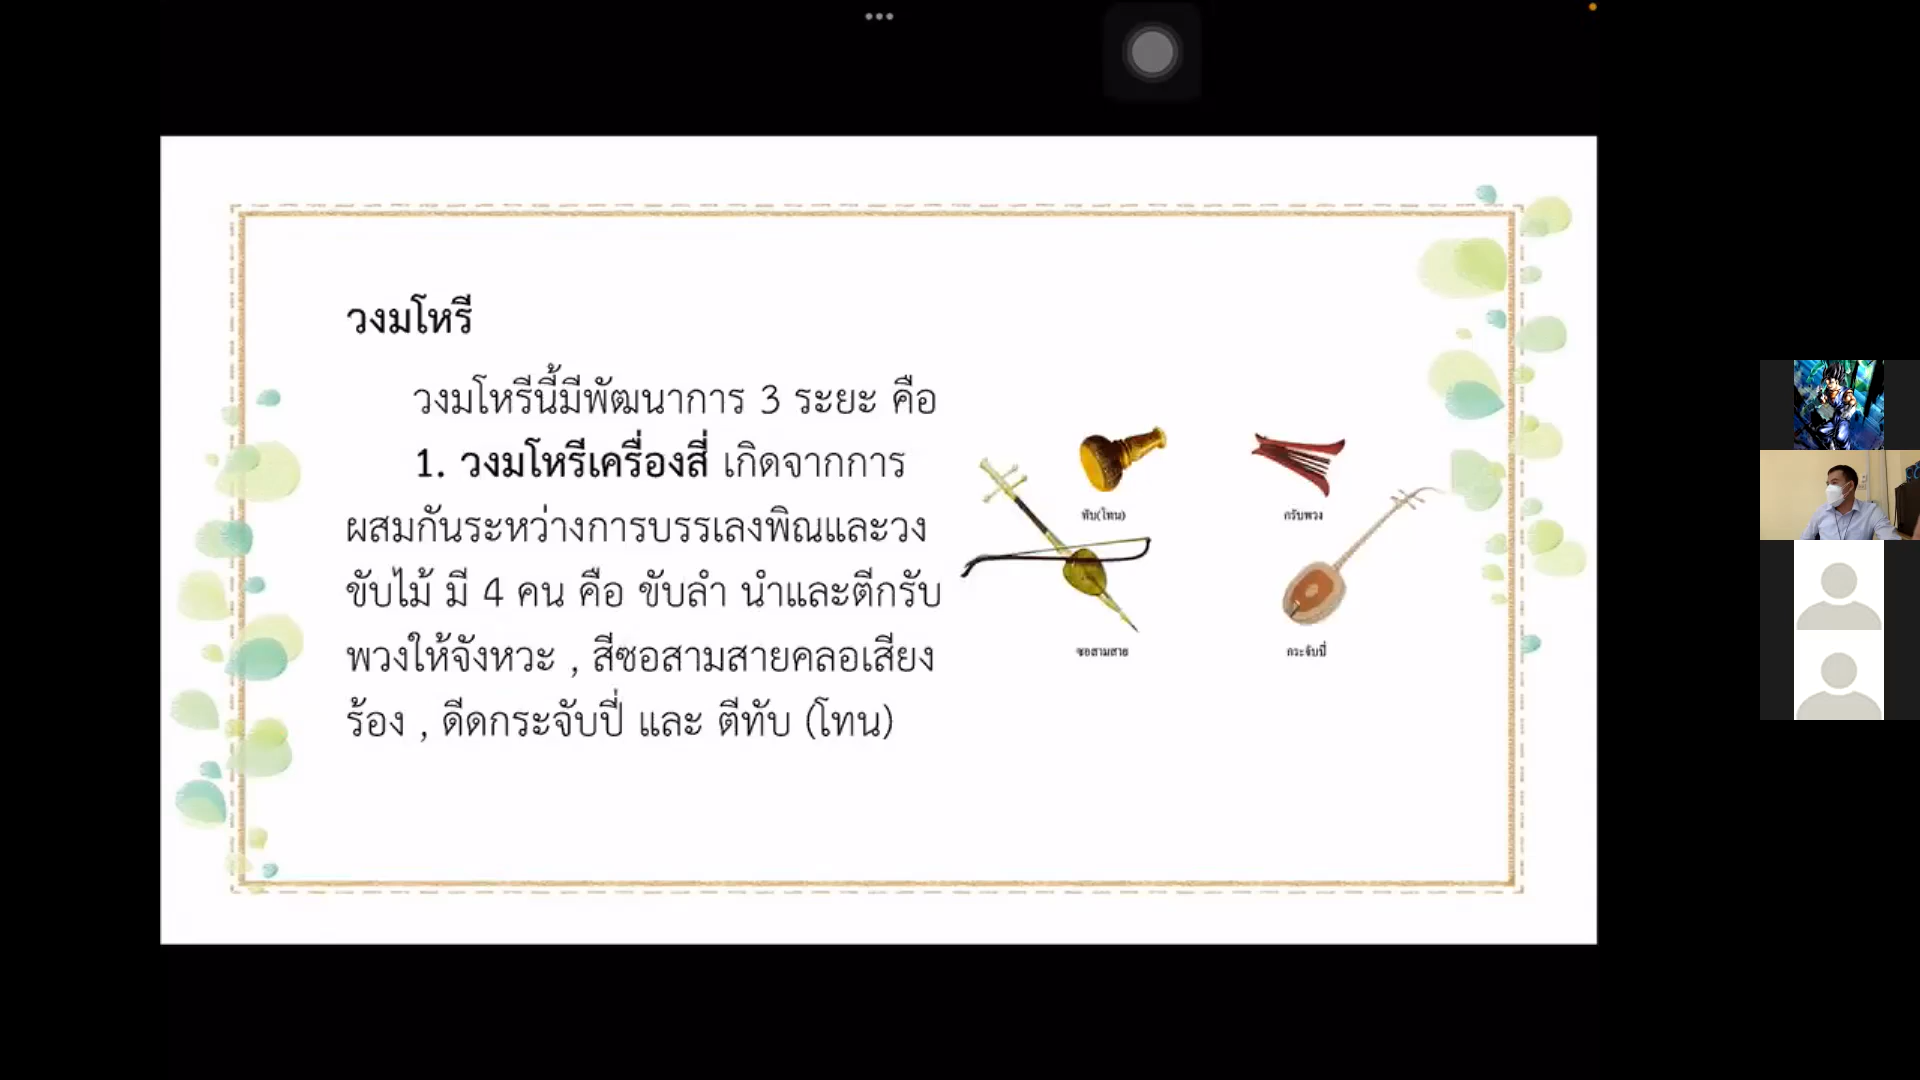 วงมโหรี
วงมโหรีนี้มีพัฒนาการ 3 ระยะ คือ
1. วงมโหรีเครื่องสี่ เกิดจากการ
ผสมกันระหว่างการบรรเลงพิณและวง
ขับไม้ มี 4 คน คือ ขับลำ นำและตีกรับ
พวงให้จังหวะ , สีซอสามสายคลอเสียง
ร้อง , ดีดกระจับปี่ และ ตีทับ (โทน)
ทับ(โทน)
กรับพวง
ซอสามสาย
กระจับปี่